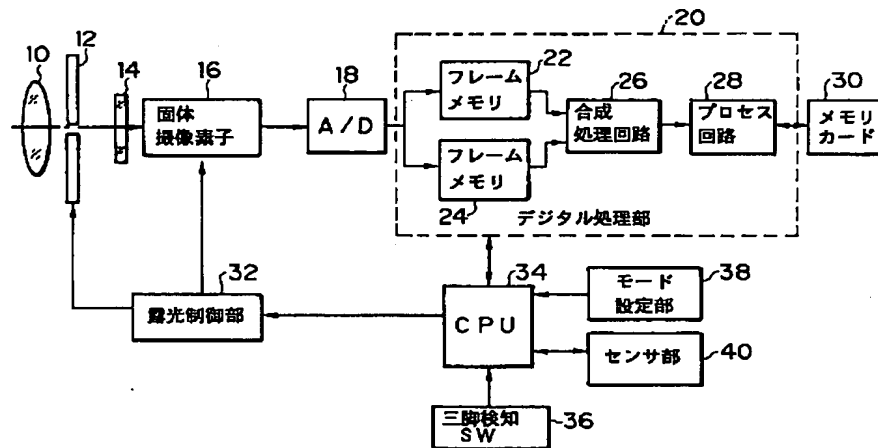 10
12
14
16
固体
撮像素子
18
A/D
20
フレーム
メモリ
22
フレーム
メモリ
24
26
合成
処理回路
28
プロセス
回路
30
メモリ
カード
デジタル処理部
32
露光制御部
34
CPU
38
モード
設定部
センサ部
40
三脚検知
SW
36